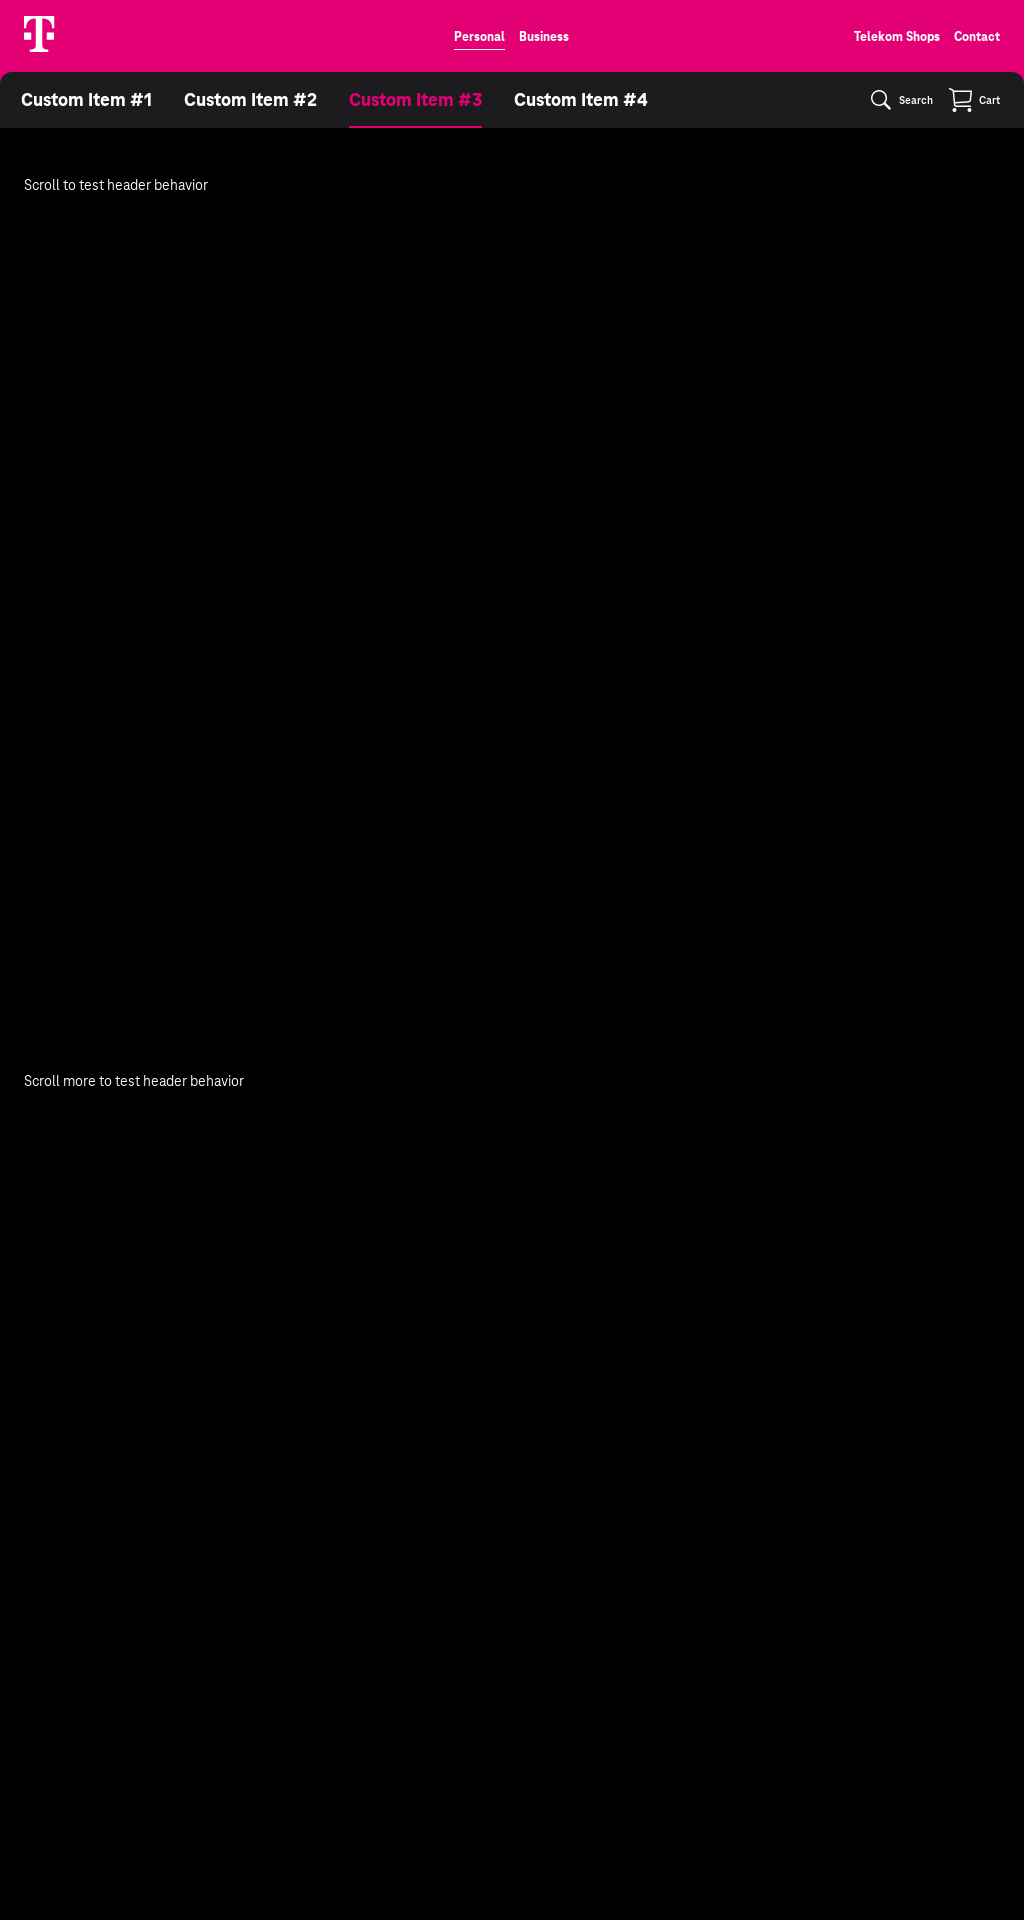 Personal Business Telekom Shops Contact
Custom Item #1 Custom Item #2 Custom Item #3 Custom Item #4 Search Cart
Scroll to test header behavior
Scroll more to test header behavior